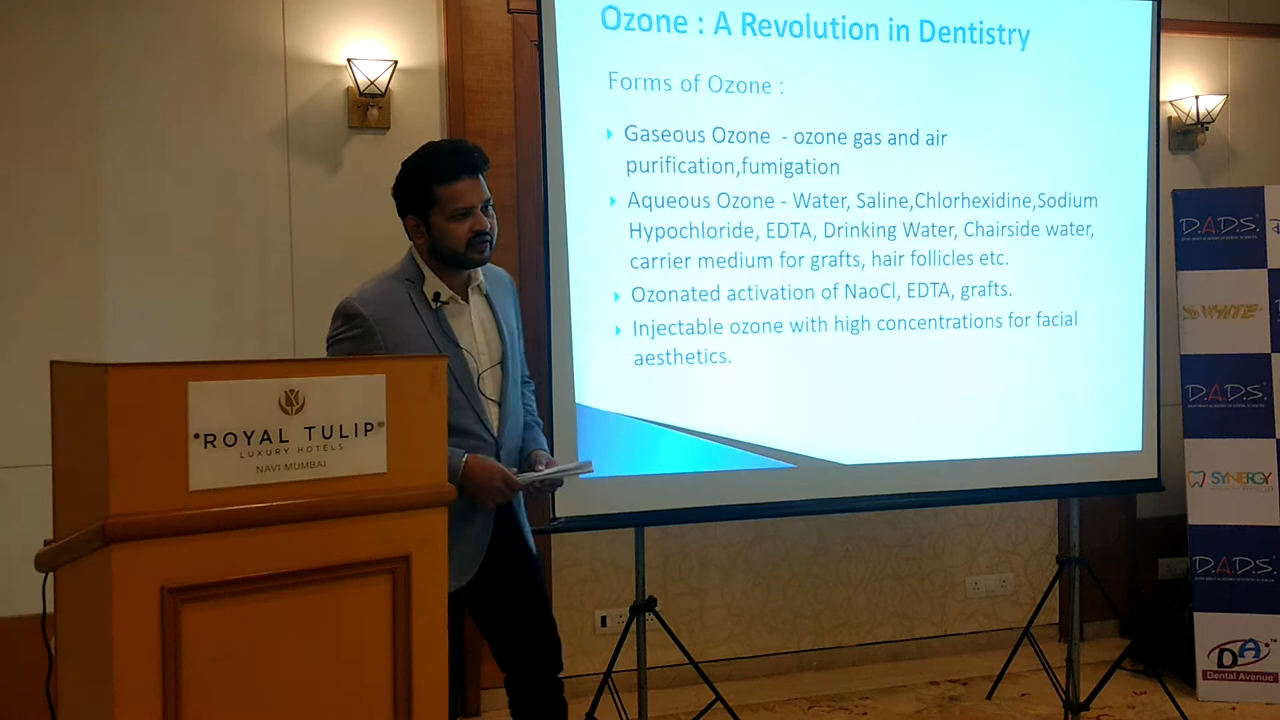 Ozone : A Revolution in Dentistry
Forms of Ozone :
Gaseous Ozone - ozone gas and air
purification,fumigation
Aqueous Ozone - Water, Saline,Chlorhexidine,Sodium
Hypochloride, EDTA, Drinking Water, Chairside water,
carrier medium for grafts, hair follicles etc.
Ozonated activation of NaoCl, EDTA, grafts.
Injectable ozone with high concentrations for facial
aesthetics.
ROYAL TULIP
LUXURY HOTELS
NAVI MUMBAI
D.A.D.S.
WHITE
D.A.D.S.
SYNERGY
D.A.D.S.
DA
Dental Avenue